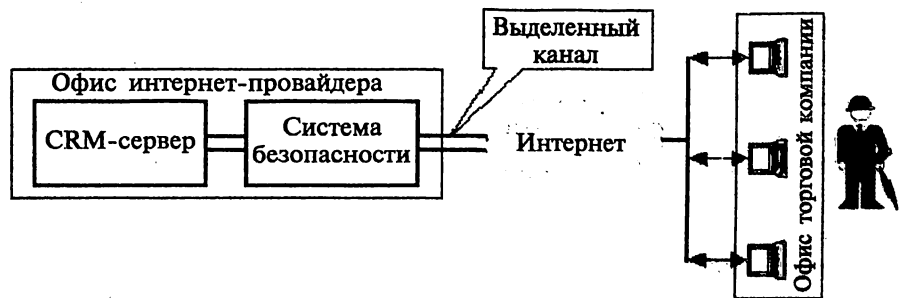 Выделенный
канал
Офис интернет-провайдера
CRM-сервер
Система
безопасности
Интернет
Офис торговой компании